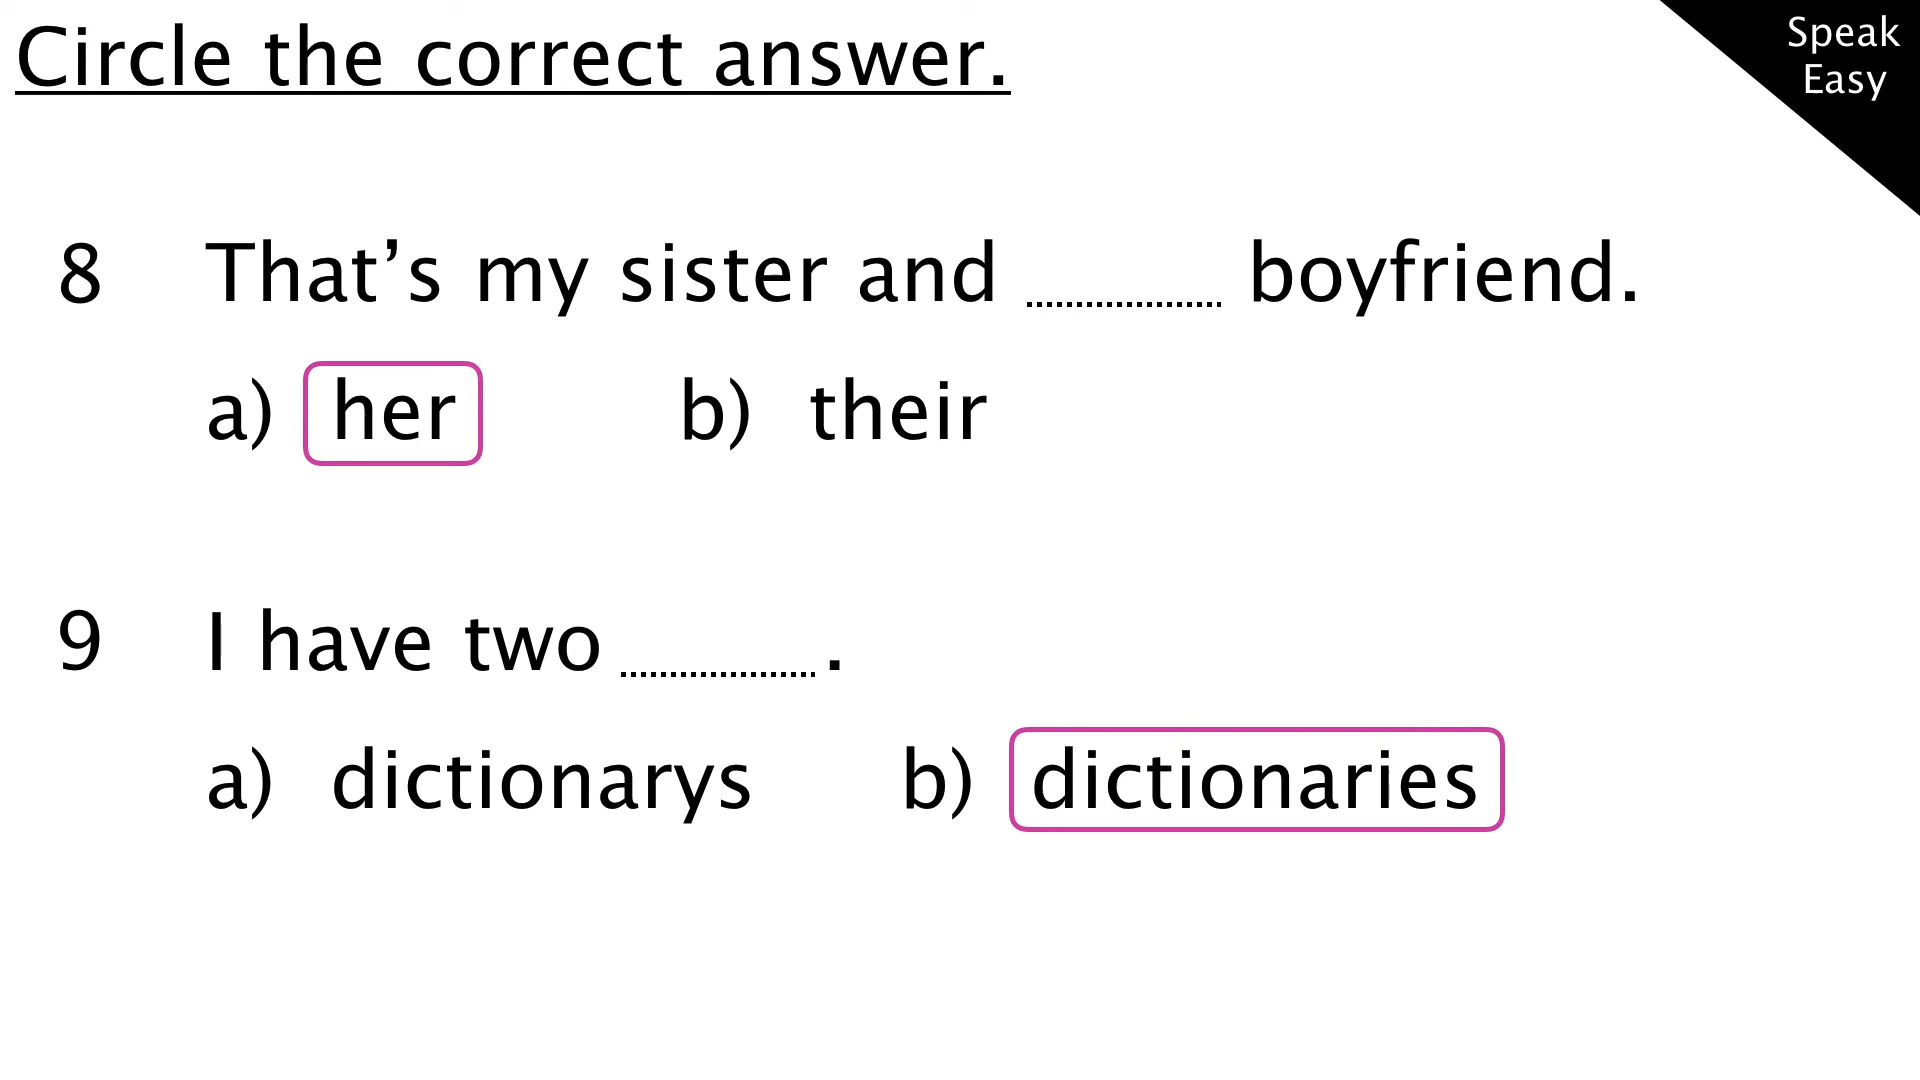 Circle the correct answer.
Speak
Easy
8 That’s my sister and .................... boyfriend.
a) her b) their
9 I have two .................... .
a) dictionarys b) dictionaries